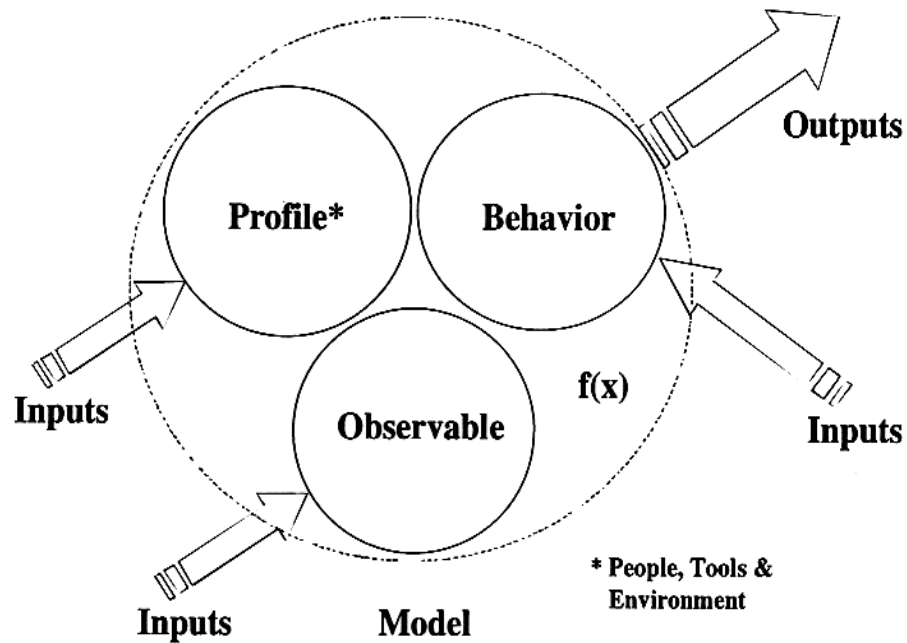 Outputs
Profile*
Behavior
f(x)
Inputs
Observable
Inputs
* People, Tools &
Environment
Inputs
Model